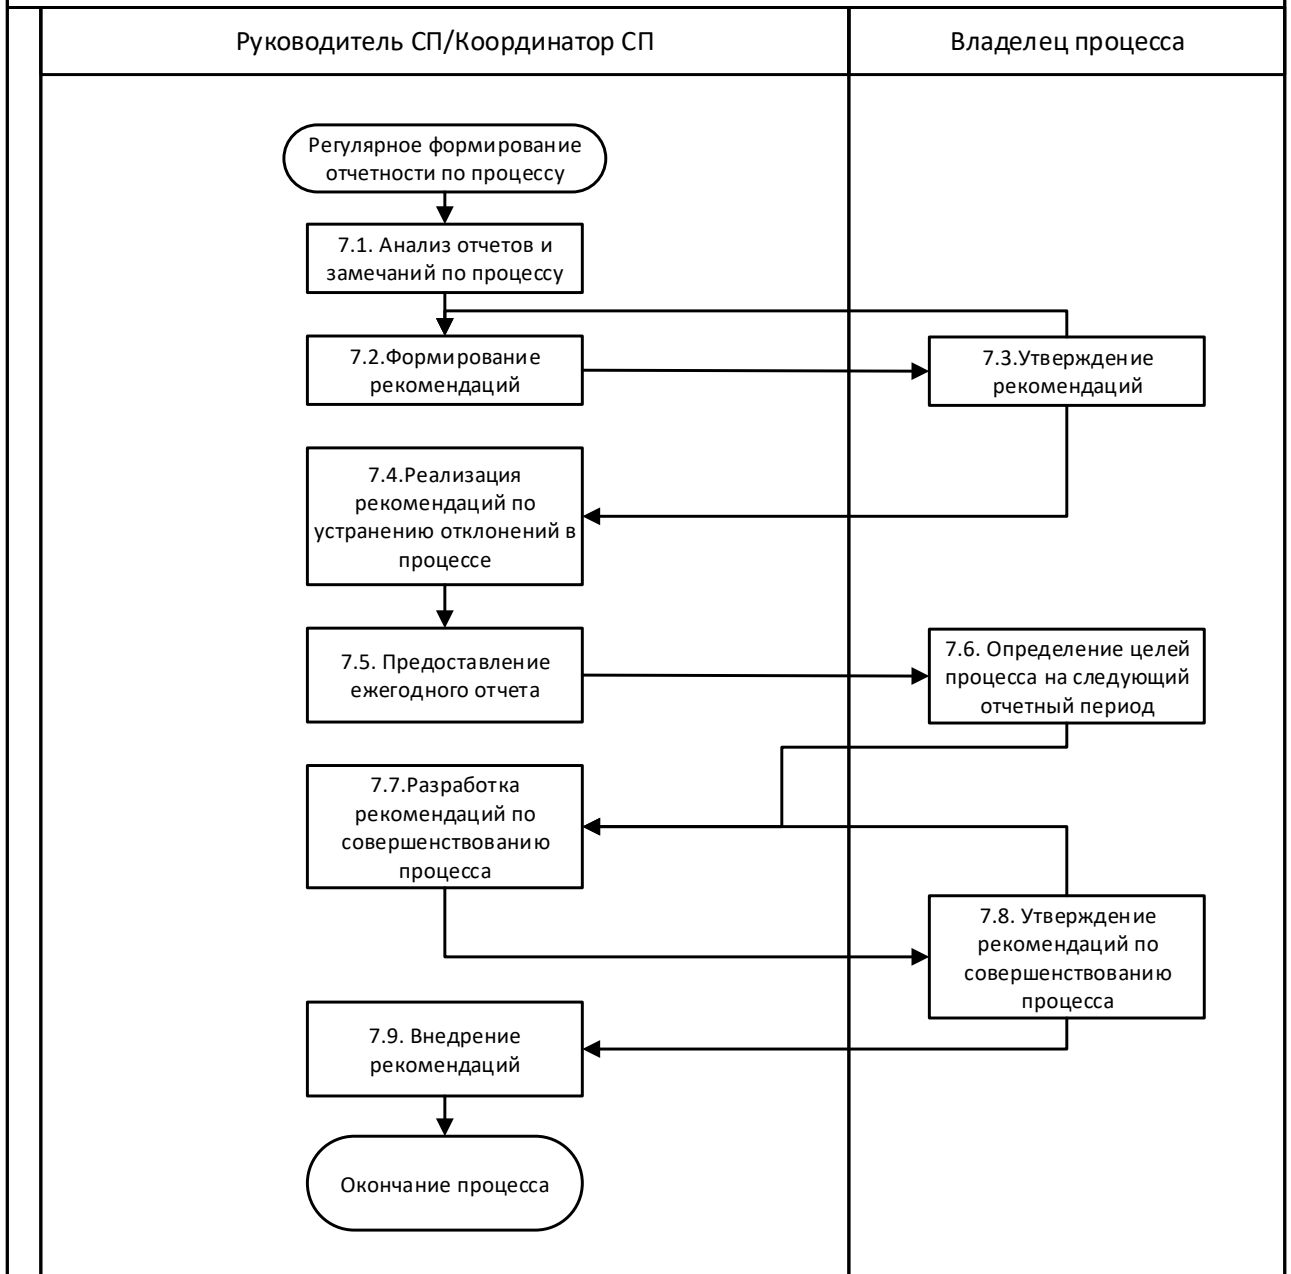 Руководитель СП/Координатор СП
Владелец процесса
Регулярное формирование
отчетности по процессу
7.1. Анализ отчетов и
замечаний по процессу
7.2.Формирование
рекомендаций
7.3.Утверждение
рекомендаций
7.4.Реализация
рекомендаций по
устранению отклонений в
процессе
7.5. Предоставление
ежегодного отчета
7.6. Определение целей
процесса на следующий
отчетный период
7.7.Разработка
рекомендаций по
совершенствованию
процесса
7.8. Утверждение
рекомендаций по
совершенствованию
процесса
7.9. Внедрение
рекомендаций
Окончание процесса